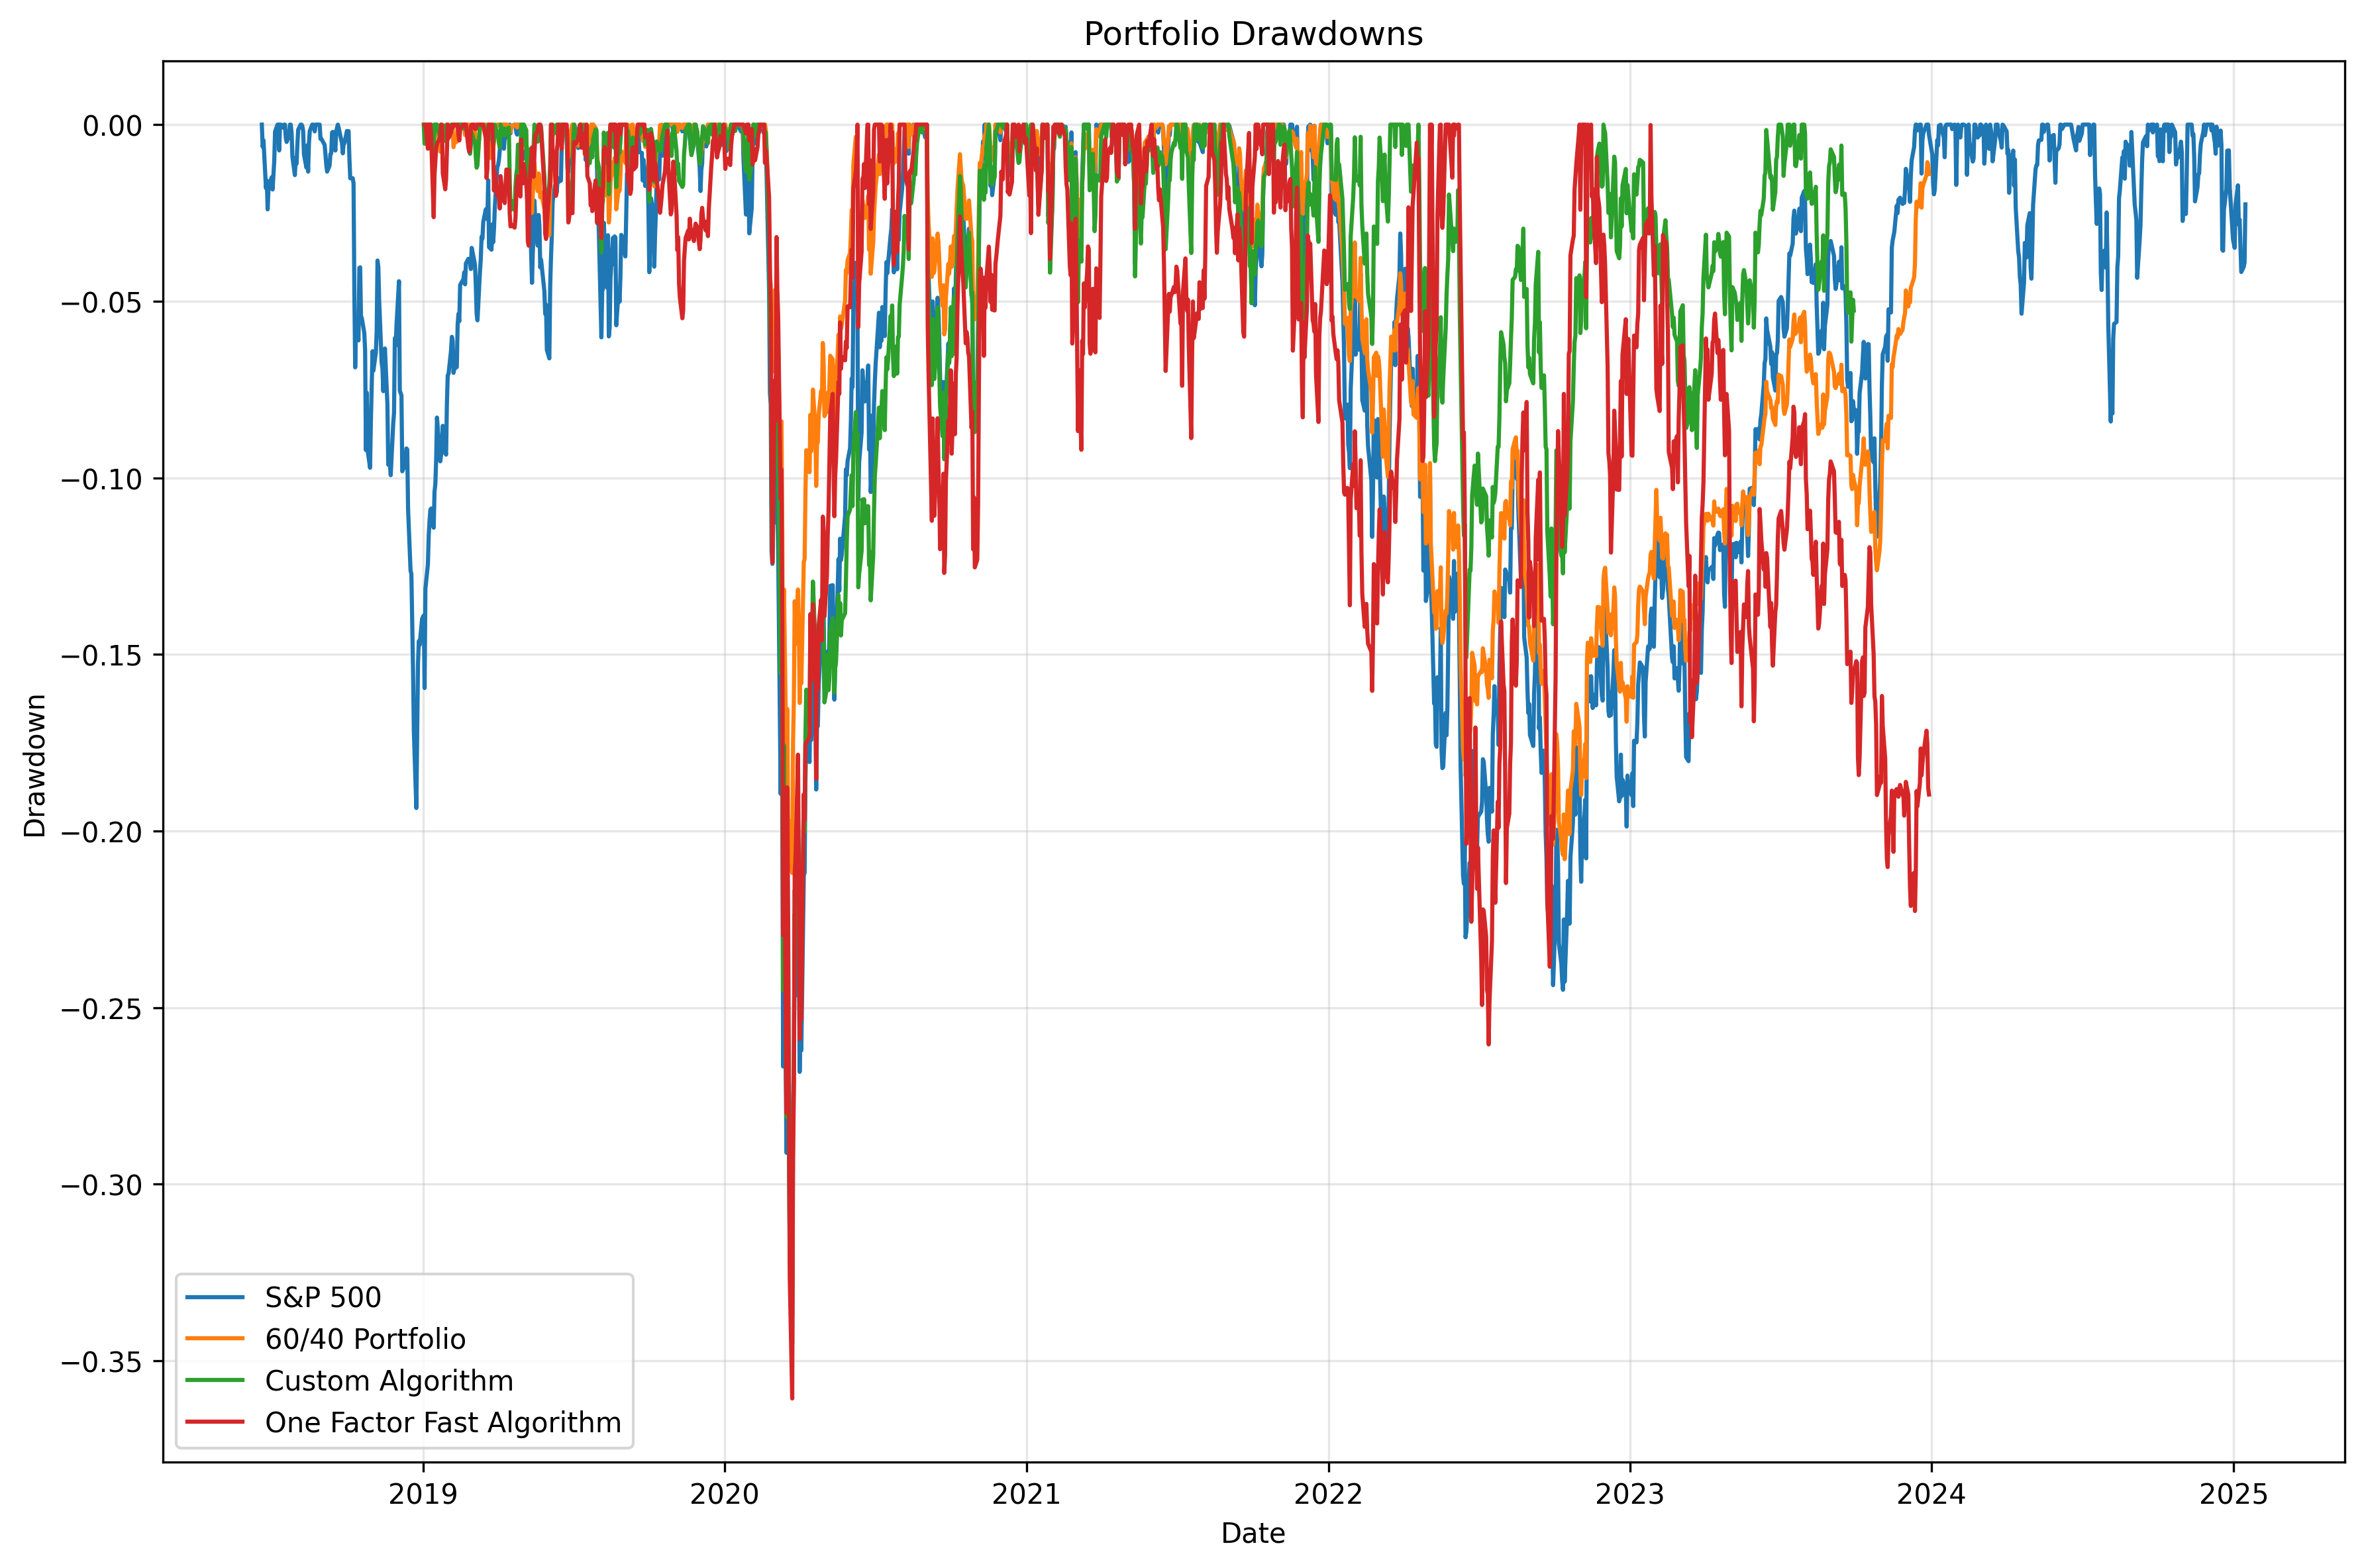 Portfolio Drawdowns
Drawdown
0.00
−0.05
−0.10
−0.15
−0.20
−0.25
−0.30
−0.35
S&P 500
60/40 Portfolio
Custom Algorithm
One Factor Fast Algorithm
2019
2020
2021
2022
2023
2024
2025
Date